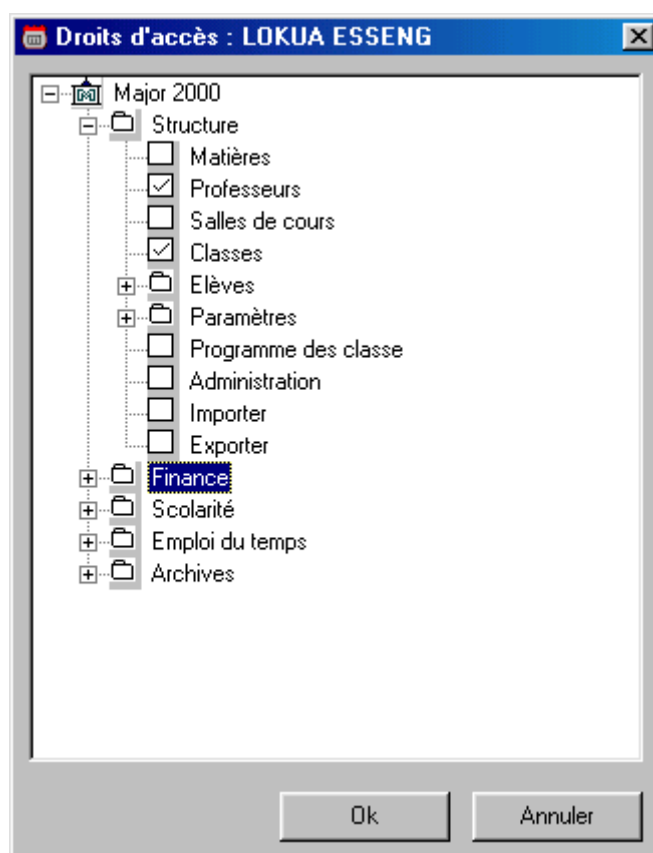 Droits d'accès : LOKUA ESSENG
Major 2000
Structure
Matières
Professeurs
Salles de cours
Classes
Elèves
Paramètres
Programme des classe
Administration
Importer
Exporter
Finance
Scolarité
Emploi du temps
Archives
Ok Annuler